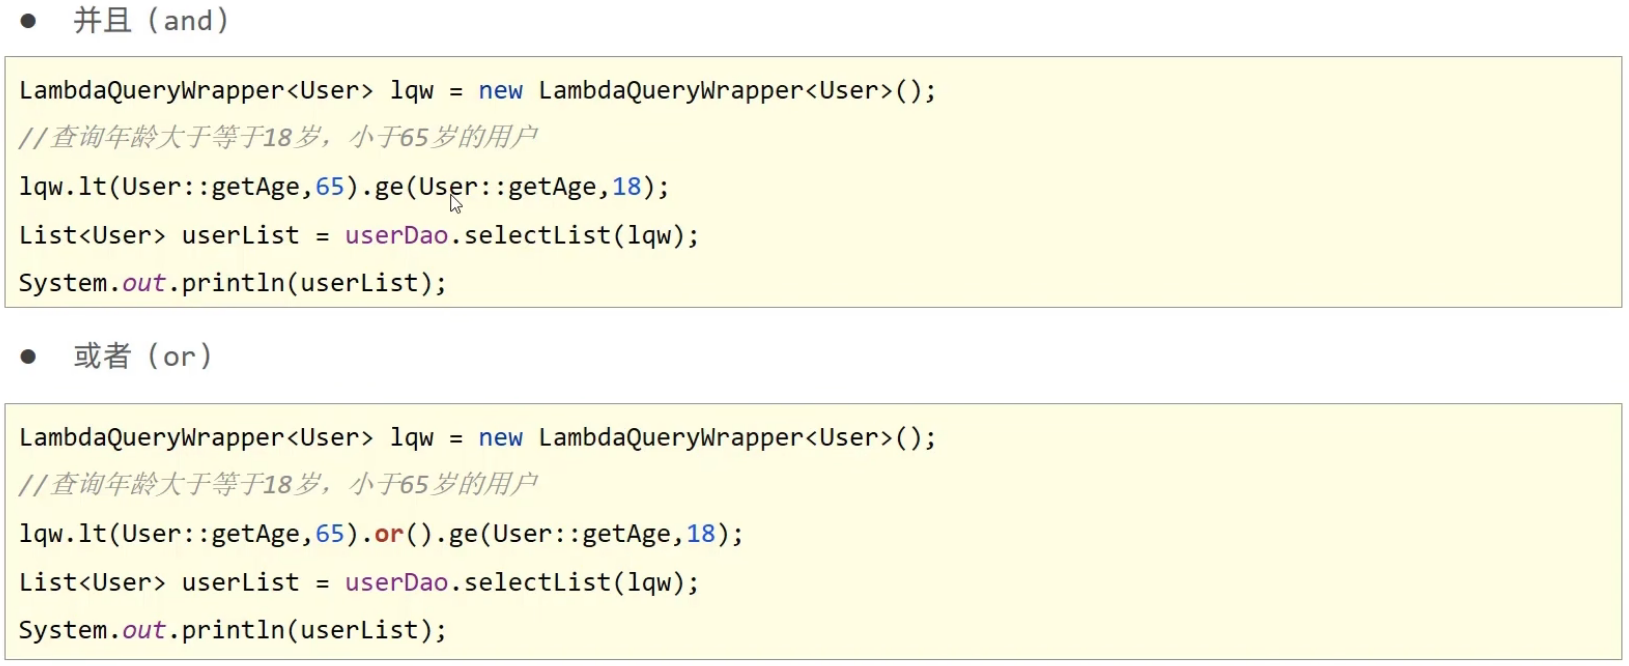 ● 并且（and）
LambdaQueryWrapper<User> lqw = new LambdaQueryWrapper<User>();
//查询年龄大于等于18岁，小于65岁的用户
lqw.lt(User::getAge,65).ge(User::getAge,18);
List<User> userList = userDao.selectList(lqw);
System.out.println(userList);
● 或者（or）
LambdaQueryWrapper<User> lqw = new LambdaQueryWrapper<User>();
//查询年龄大于等于18岁，小于65岁的用户
lqw.lt(User::getAge,65).or().ge(User::getAge,18);
List<User> userList = userDao.selectList(lqw);
System.out.println(userList);